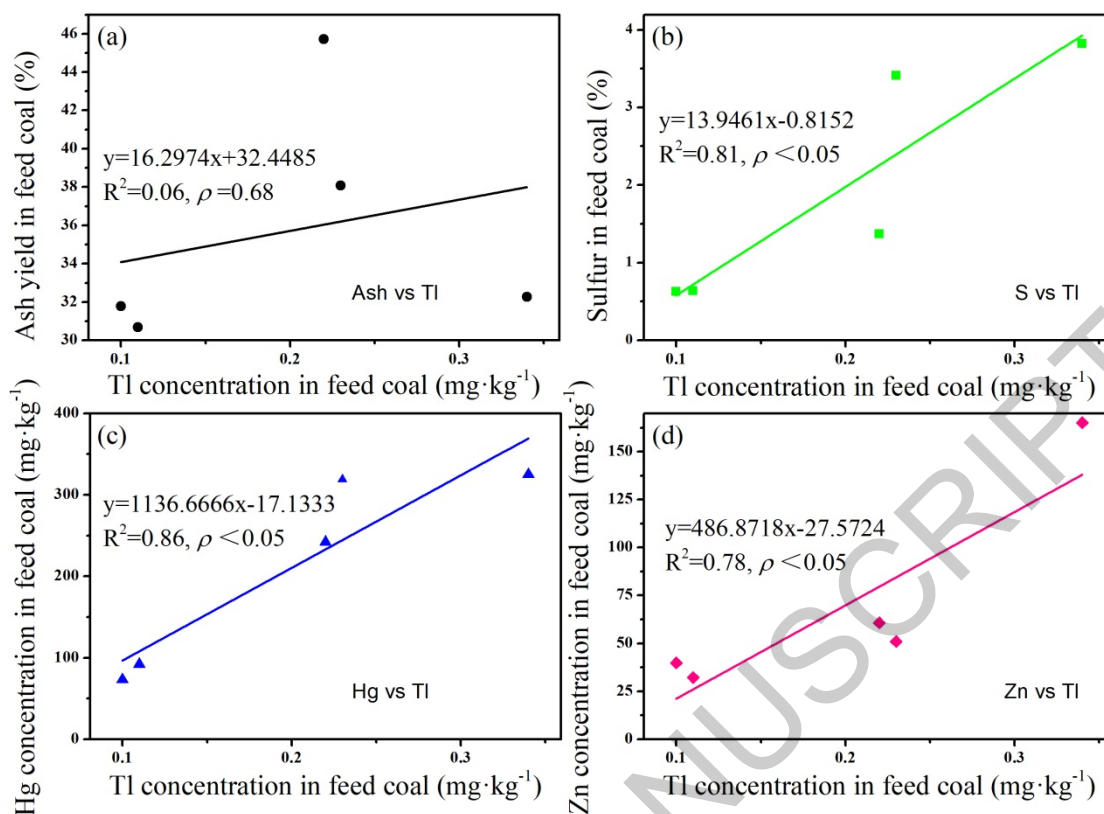 (a)
Ash yield in feed coal (%)
46
44
42
40
38
36
34
32
30
y=16.2974x+32.4485
R²=0.06, ρ=0.68
Ash vs Tl
0.1
0.2
0.3
Tl concentration in feed coal (mg·kg⁻¹)
(b)
Sulfur in feed coal (%)
4
3
2
1
0
y=13.9461x-0.8152
R²=0.81, ρ<0.05
S vs Tl
0.1
0.2
0.3
Tl concentration in feed coal (mg·kg⁻¹)
(c)
Hg concentration in feed coal (mg·kg⁻¹)
400
300
200
100
0
y=1136.6666x-17.1333
R²=0.86, ρ<0.05
Hg vs Tl
0.1
0.2
0.3
Tl concentration in feed coal (mg·kg⁻¹)
(d)
Zn concentration in feed coal (mg·kg⁻¹)
150
125
100
75
50
25
0
y=486.8718x-27.5724
R²=0.78, ρ<0.05
Zn vs Tl
0.1
0.2
0.3
Tl concentration in feed coal (mg·kg⁻¹)
NUSCRIPT